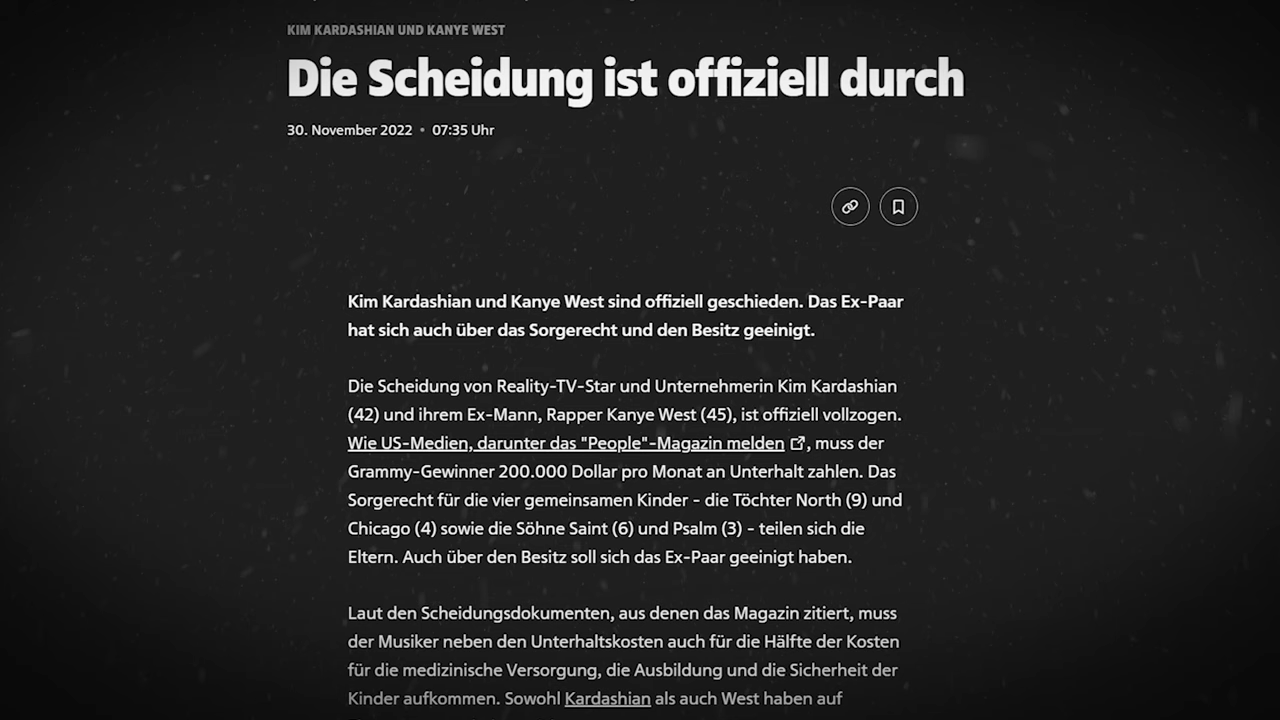 KIM KARDASHIAN UND KANYE WEST
Die Scheidung ist offiziell durch
30. November 2022 • 07:35 Uhr
Kim Kardashian und Kanye West sind offiziell geschieden. Das Ex-Paar
hat sich auch über das Sorgerecht und den Besitz geeinigt.
Die Scheidung von Reality-TV-Star und Unternehmerin Kim Kardashian
(42) und ihrem Ex-Mann, Rapper Kanye West (45), ist offiziell vollzogen.
Wie US-Medien, darunter das "People"-Magazin melden, muss der
Grammy-Gewinner 200.000 Dollar pro Monat an Unterhalt zahlen. Das
Sorgerecht für die vier gemeinsamen Kinder - die Töchter North (9) und
Chicago (4) sowie die Söhne Saint (6) und Psalm (3) - teilen sich die
Eltern. Auch über den Besitz soll sich das Ex-Paar geeinigt haben.
Laut den Scheidungsdokumenten, aus denen das Magazin zitiert, muss
der Musiker neben den Unterhaltskosten auch für die Hälfte der Kosten
für die medizinische Versorgung, die Ausbildung und die Sicherheit der
Kinder aufkommen. Sowohl Kardashian als auch West haben auf